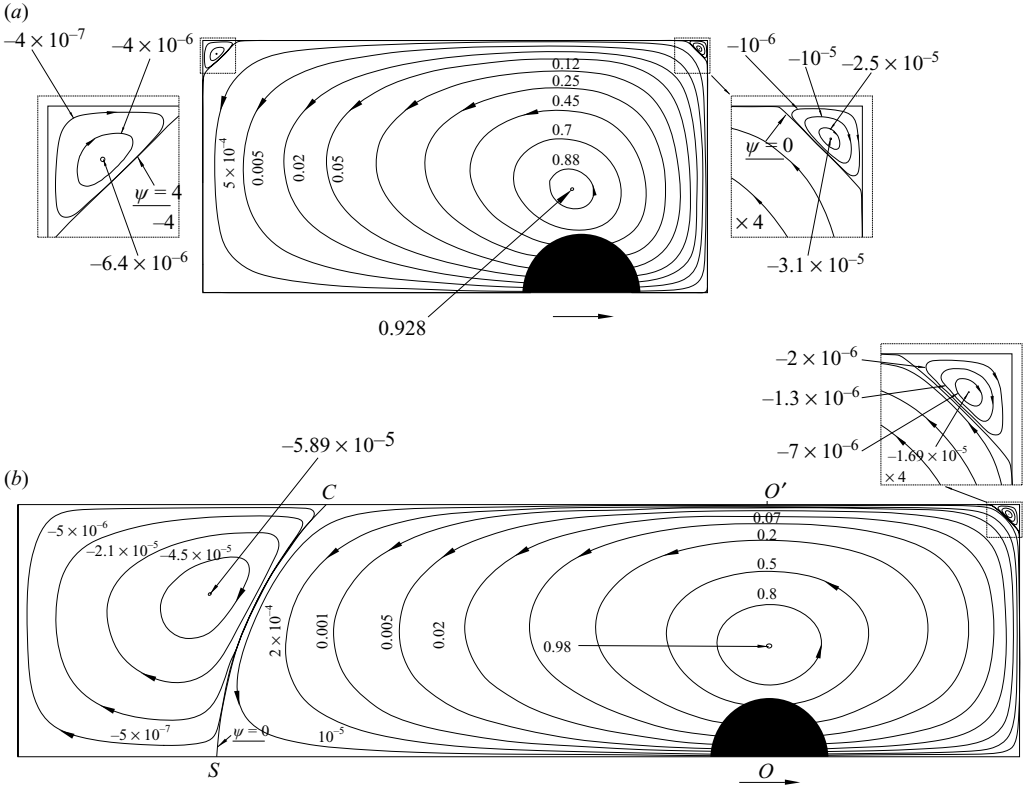 (a)
–4 × 10⁻⁷
–4 × 10⁻⁶
ψ = 4
–4
–6.4 × 10⁻⁶
0.12
0.25
0.45
0.7
0.88
5 × 10⁻⁴
0.005
0.02
0.05
0.928
–10⁻⁶
–10⁻⁵
–2.5 × 10⁻⁵
ψ = 0
× 4
–3.1 × 10⁻⁵
–2 × 10⁻⁶
–1.3 × 10⁻⁶
–7 × 10⁻⁶
–1.69 × 10⁻⁵
× 4
(b)
–5.89 × 10⁻⁵
C
O′
–5 × 10⁻⁶
–2.1 × 10⁻⁵
–4.5 × 10⁻⁵
0.07
0.2
0.5
0.8
2 × 10⁻⁴
0.001
0.005
0.02
0.98
–5 × 10⁻⁷
ψ = 0
10⁻⁵
S
O